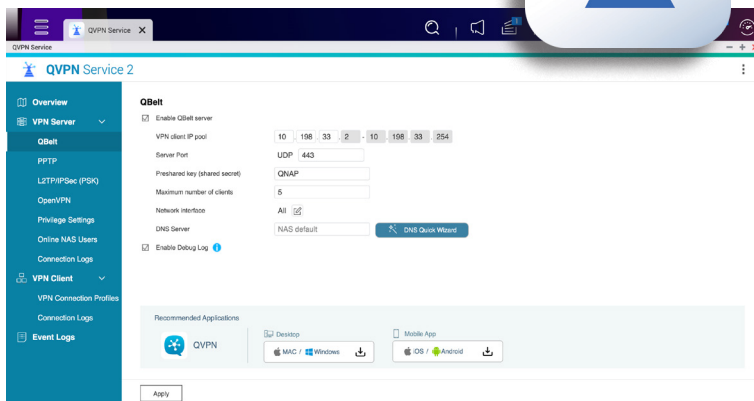 QVPN Service X
QVPN Service
QVPN Service 2
Overview
VPN Server
QBelt
PPTP
L2TP/IPSec (PSK)
OpenVPN
Privilege Settings
Online NAS Users
Connection Logs
VPN Client
VPN Connection Profiles
Connection Logs
Event Logs
QBelt
Enable QBelt server
VPN client IP pool 10 . 198 . 33 . 2 - 10 . 198 . 33 . 254
Server Port UDP 443
Preshared key (shared secret) QNAP
Maximum number of clients 5
Network interface All
DNS Server NAS default DNS Quick Wizard
Enable Debug Log
Recommended Applications
QVPN
Desktop
MAC / Windows
Mobile App
iOS / Android
Apply